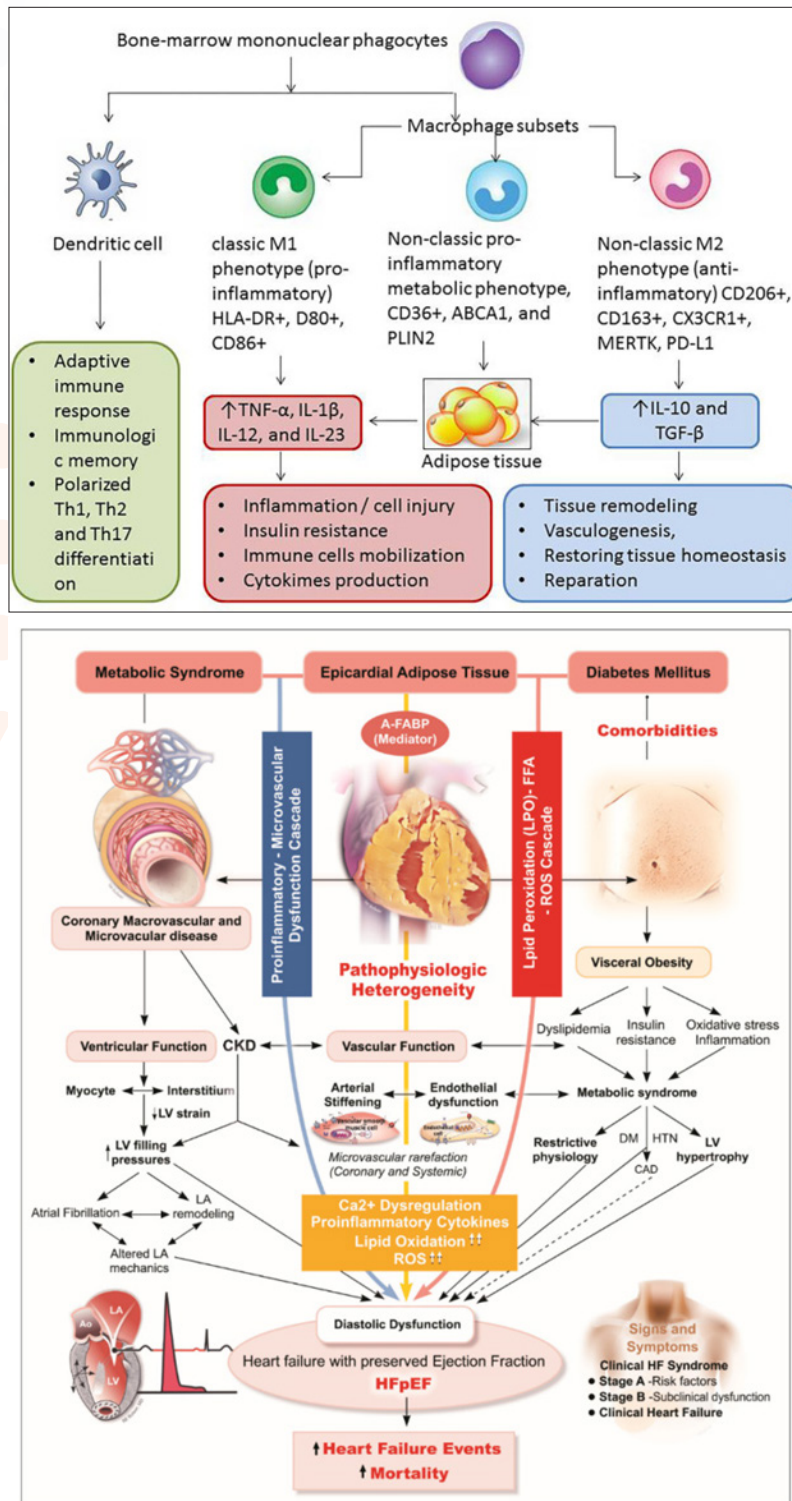 Bone-marrow mononuclear phagocytes
Macrophage subsets
Dendritic cell
classic M1
phenotype (pro-
inflammatory)
HLA-DR+, D80+,
CD86+
Non-classic pro-
inflammatory
metabolic phenotype,
CD36+, ABCA1, and
PLIN2
Non-classic M2
phenotype (anti-
inflammatory) CD206+,
CD163+, CX3CR1+,
MERTK, PD-L1
• Adaptive
immune
response
• Immunologi
c memory
• Polarized
Th1, Th2
and Th17
differentiati
on
↑TNF-α, IL-1β,
IL-12, and IL-23
Adipose tissue
↑IL-10 and
TGF-β
• Inflammation / cell injury
• Insulin resistance
• Immune cells mobilization
• Cytokimes production
• Tissue remodeling
• Vasculogenesis,
• Restoring tissue homeostasis
• Reparation
Metabolic Syndrome
Epicardial Adipose Tissue
Diabetes Mellitus
A-FABP
(Mediator)
Comorbidities
Proinflammatory - Microvascular
Dysfunction Cascade
Lpid Peroxidation (LPO)- FFA
- ROS Cascade
Coronary Macrovascular and
Microvacular disease
Pathophysiologic
Heterogeneity
Visceral Obesity
Ventricular Function
CKD
Vascular Function
Dyslipidemia
Insulin
resistance
Oxidative stress
Inflammation
Myocyte
Interstitium
LV strain
Arterial
Stiffening
Endothelial
dysfunction
Vascular smooth
muscle cell
Endothelial
cell
Metabolic syndrome
↑ LV filling
pressures
Microvascular rarefaction
(Coronary and Systemic)
Restrictive
physiology
DM
HTN
CAD
LV
hypertrophy
Atrial Fibrillation
LA
remodeling
Altered LA
mechanics
Ca2+ Dysregulation
Proinflammatory Cytokines
Lipid Oxidation ↑↑
ROS ↑↑
LA
Ao
LV
Diastolic Dysfunction
Heart failure with preserved Ejection Fraction
HFpEF
Signs and
Symptoms
Clinical HF Syndrome
● Stage A -Risk factors
● Stage B -Subclinical dysfunction
● Clinical Heart Failure
↑Heart Failure Events
↑Mortality